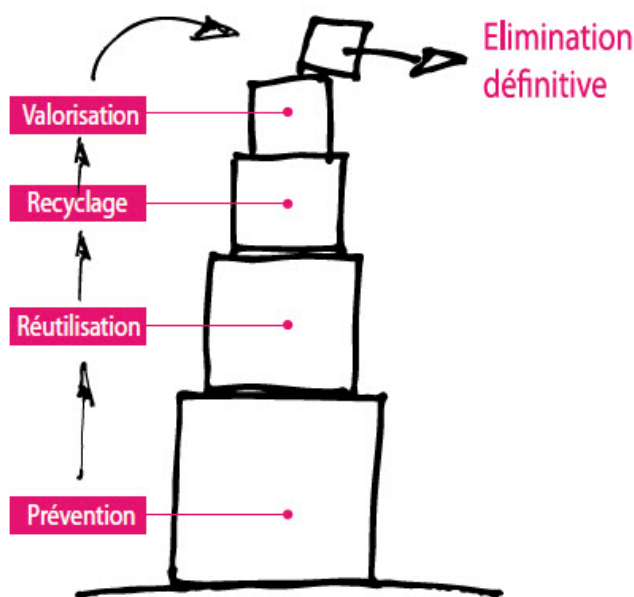 Elimination
définitive
Valorisation
Recyclage
Réutilisation
Prévention